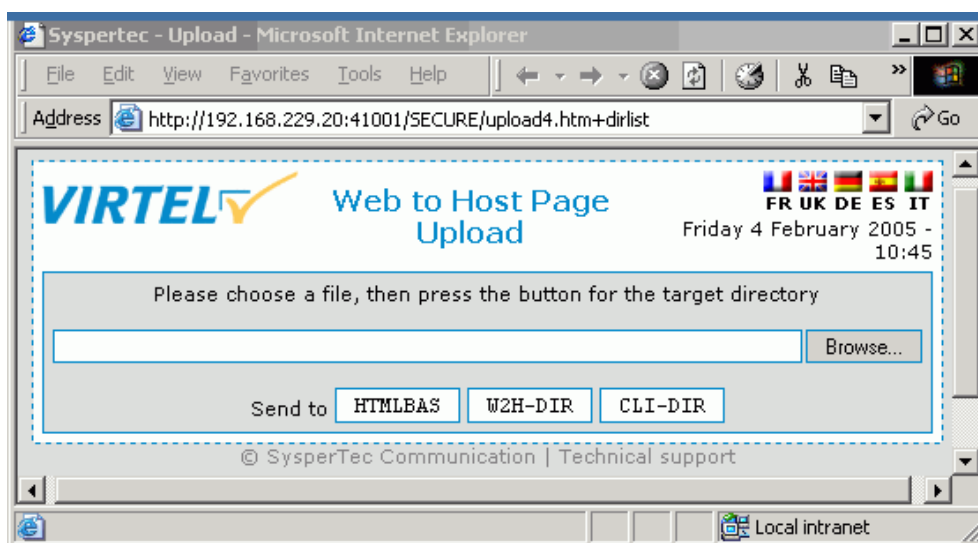 Syspertec - Upload - Microsoft Internet Explorer
File Edit View Favorites Tools Help »
Address http://192.168.229.20:41001/SECURE/upload4.htm+dirlist Go
VIRTEL
Web to Host Page
Upload
FR UK DE ES IT
Friday 4 February 2005 -
10:45
Please choose a file, then press the button for the target directory
Browse...
Send to HTMLBAS W2H-DIR CLI-DIR
© SysperTec Communication | Technical support
Local intranet